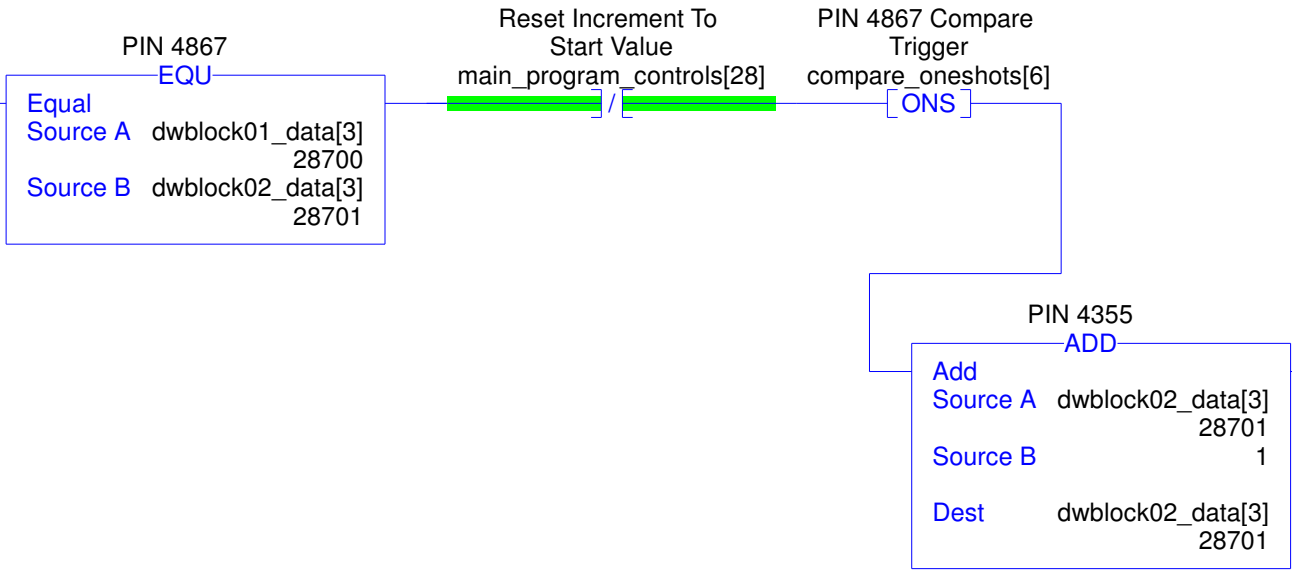 PIN 4867
EQU
Equal
Source A dwblock01_data[3]
28700
Source B dwblock02_data[3]
28701
Reset Increment To
Start Value
main_program_controls[28]
/
PIN 4867 Compare
Trigger
compare_oneshots[6]
ONS
PIN 4355
ADD
Add
Source A dwblock02_data[3]
28701
Source B 1
Dest dwblock02_data[3]
28701